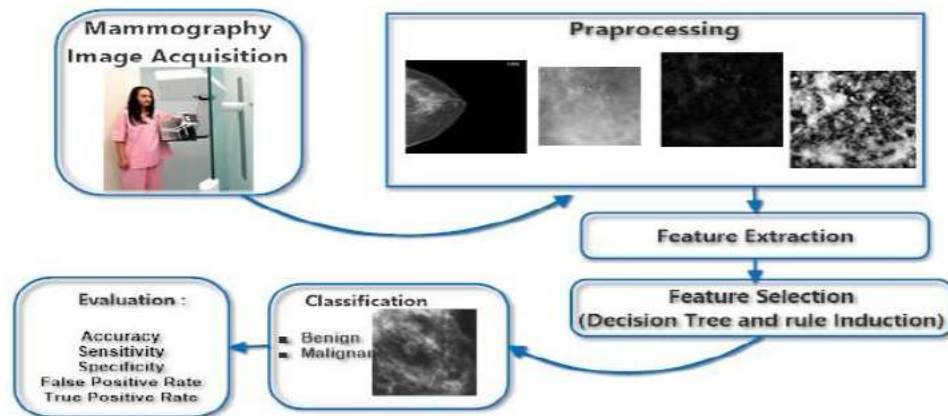 Mammography
Image Acquisition
Praprocessing
Feature Extraction
Feature Selection
(Decision Tree and rule Induction)
Classification
Benign
Malignan
Evaluation :
Accuracy
Sensitivity
Specificity
False Positive Rate
True Positive Rate